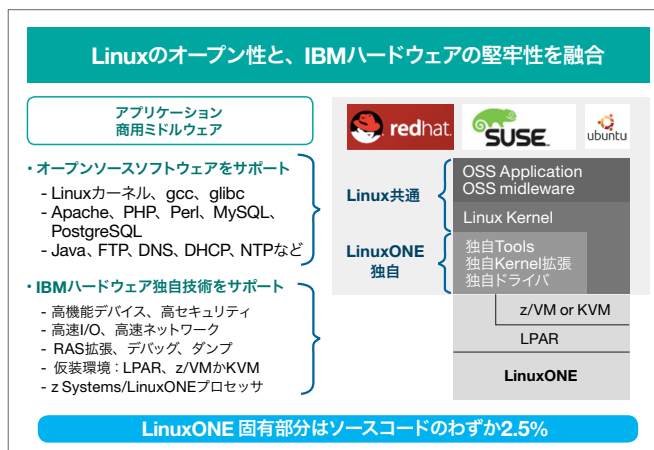 Linuxのオープン性と、IBMハードウェアの堅牢性を融合
アプリケーション
商用ミドルウェア
・オープンソースソフトウェアをサポート
- Linuxカーネル、gcc、glibc
- Apache、PHP、Perl、MySQL、
PostgreSQL
- Java、FTP、DNS、DHCP、NTPなど
・IBMハードウェア独自技術をサポート
- 高機能デバイス、高セキュリティ
- 高速I/O、高速ネットワーク
- RAS拡張、デバッグ、ダンプ
- 仮装環境：LPAR、z/VMかKVM
- z Systems/LinuxONEプロセッサ
redhat.
SUSE
ubuntu
Linux共通
LinuxONE
独自
OSS Application
OSS midleware
Linux Kernel
独自Tools
独自Kernel拡張
独自ドライバ
z/VM or KVM
LPAR
LinuxONE
LinuxONE 固有部分はソースコードのわずか2.5%